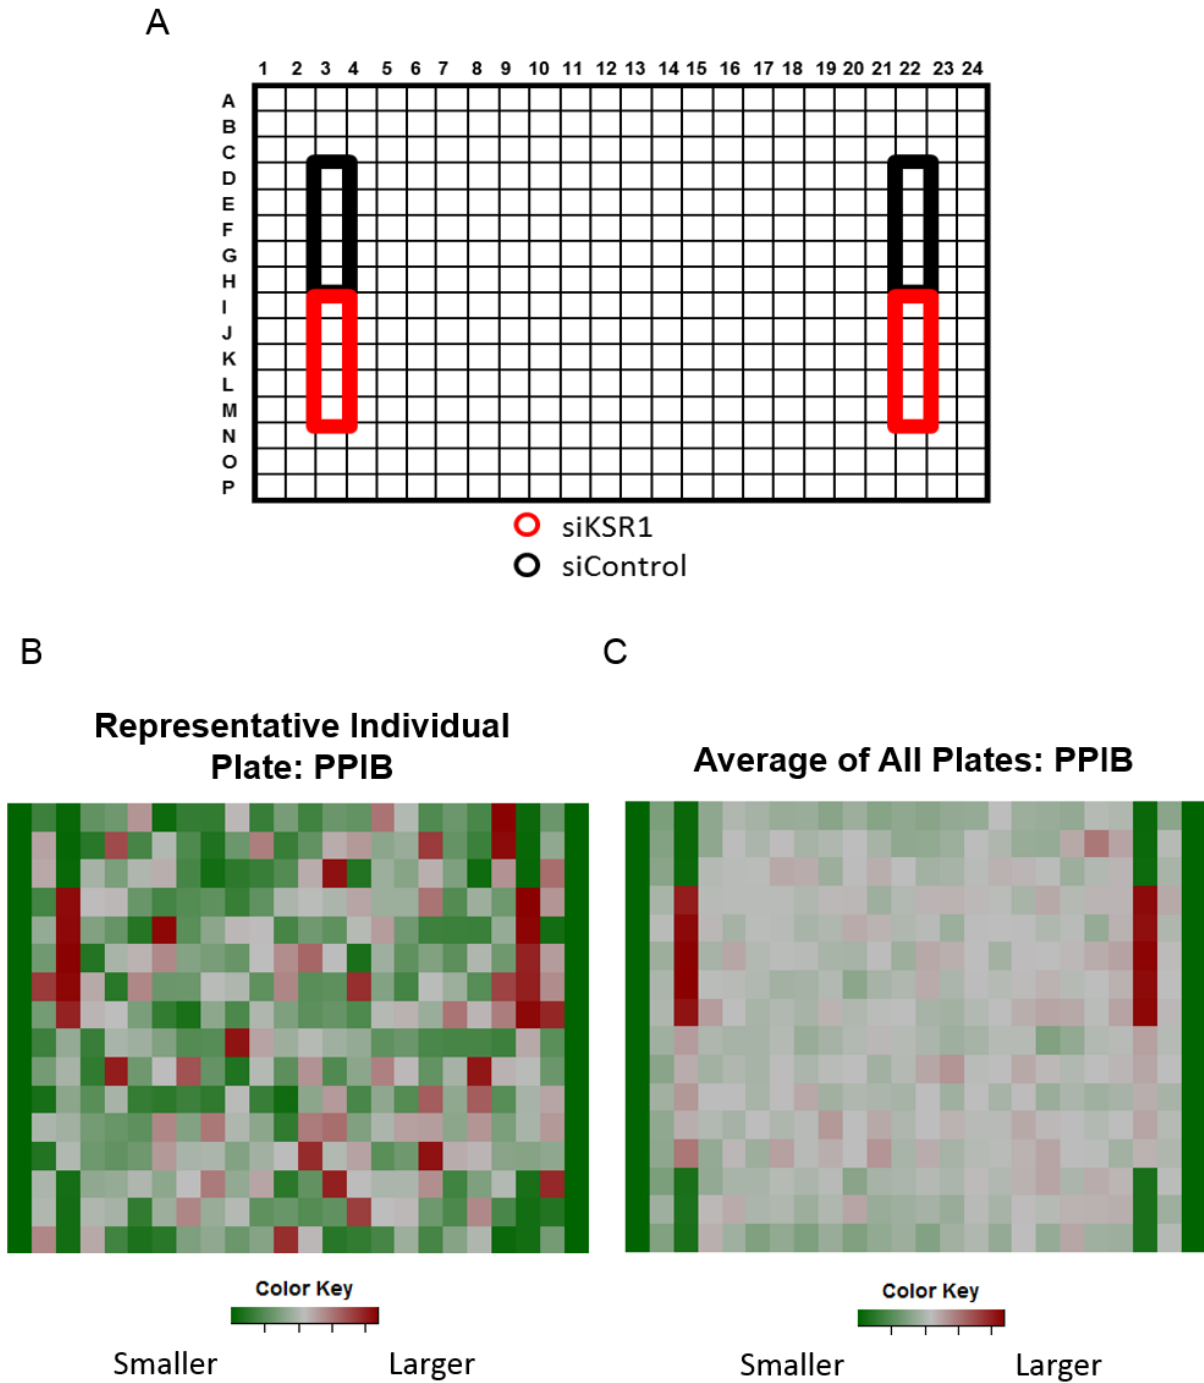 A
1 2 3 4 5 6 7 8 9 10 11 12 13 14 15 16 17 18 19 20 21 22 23 24
A
B
C
D
E
F
G
H
I
J
K
L
M
N
O
P
siKSR1
siControl
B
Representative Individual
Plate: PPIB
Color Key
Smaller Larger
C
Average of All Plates: PPIB
Color Key
Smaller Larger